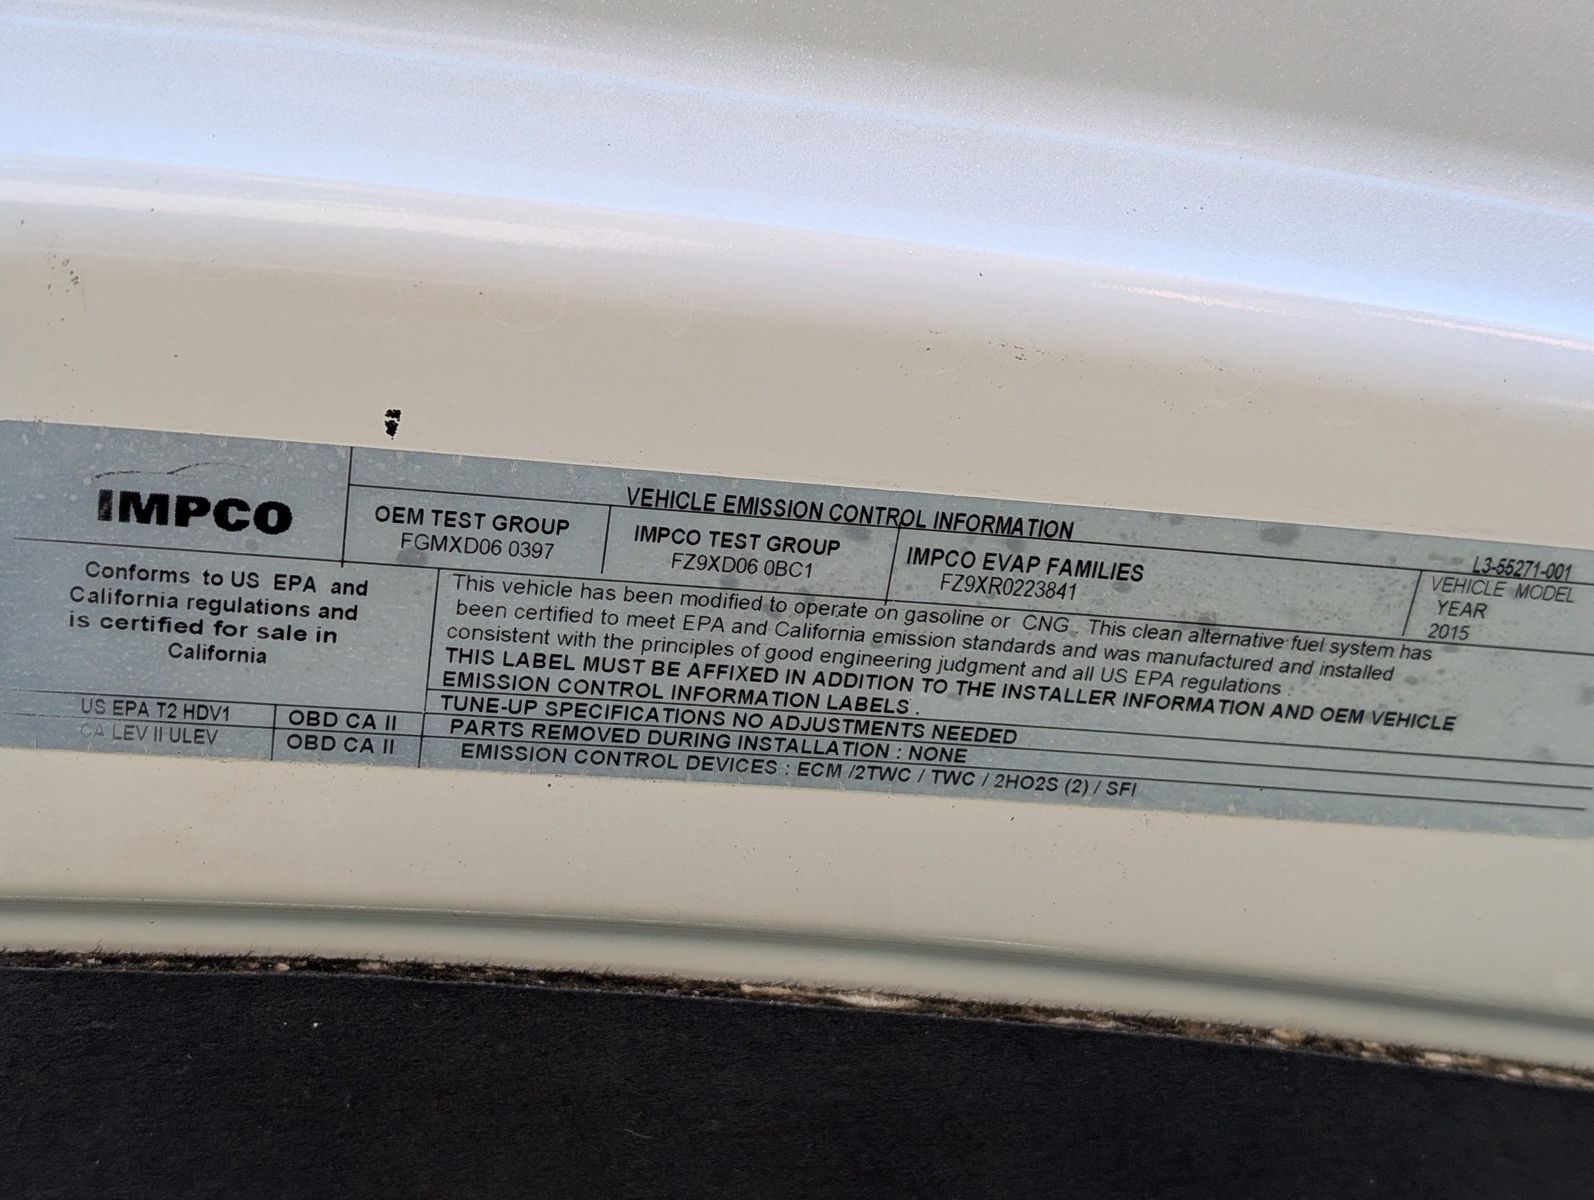 IMPCO
VEHICLE EMISSION CONTROL INFORMATION
L3-55271-001
OEM TEST GROUP
FGMXD06 0397
IMPCO TEST GROUP
FZ9XD06 0BC1
IMPCO EVAP FAMILIES
FZ9XR0223841
VEHICLE MODEL
YEAR
2015
Conforms to US EPA and
California regulations and
is certified for sale in
California
This vehicle has been modified to operate on gasoline or CNG . This clean alternative fuel system has
been certified to meet EPA and California emission standards and was manufactured and installed
consistent with the principles of good engineering judgment and all US EPA regulations .
THIS LABEL MUST BE AFFIXED IN ADDITION TO THE INSTALLER INFORMATION AND OEM VEHICLE
EMISSION CONTROL INFORMATION LABELS .
US EPA T2 HDV1
OBD CA II
CA LEV II ULEV
OBD CA II
TUNE-UP SPECIFICATIONS NO ADJUSTMENTS NEEDED
PARTS REMOVED DURING INSTALLATION : NONE
EMISSION CONTROL DEVICES : ECM /2TWC / TWC / 2HO2S (2) / SFI